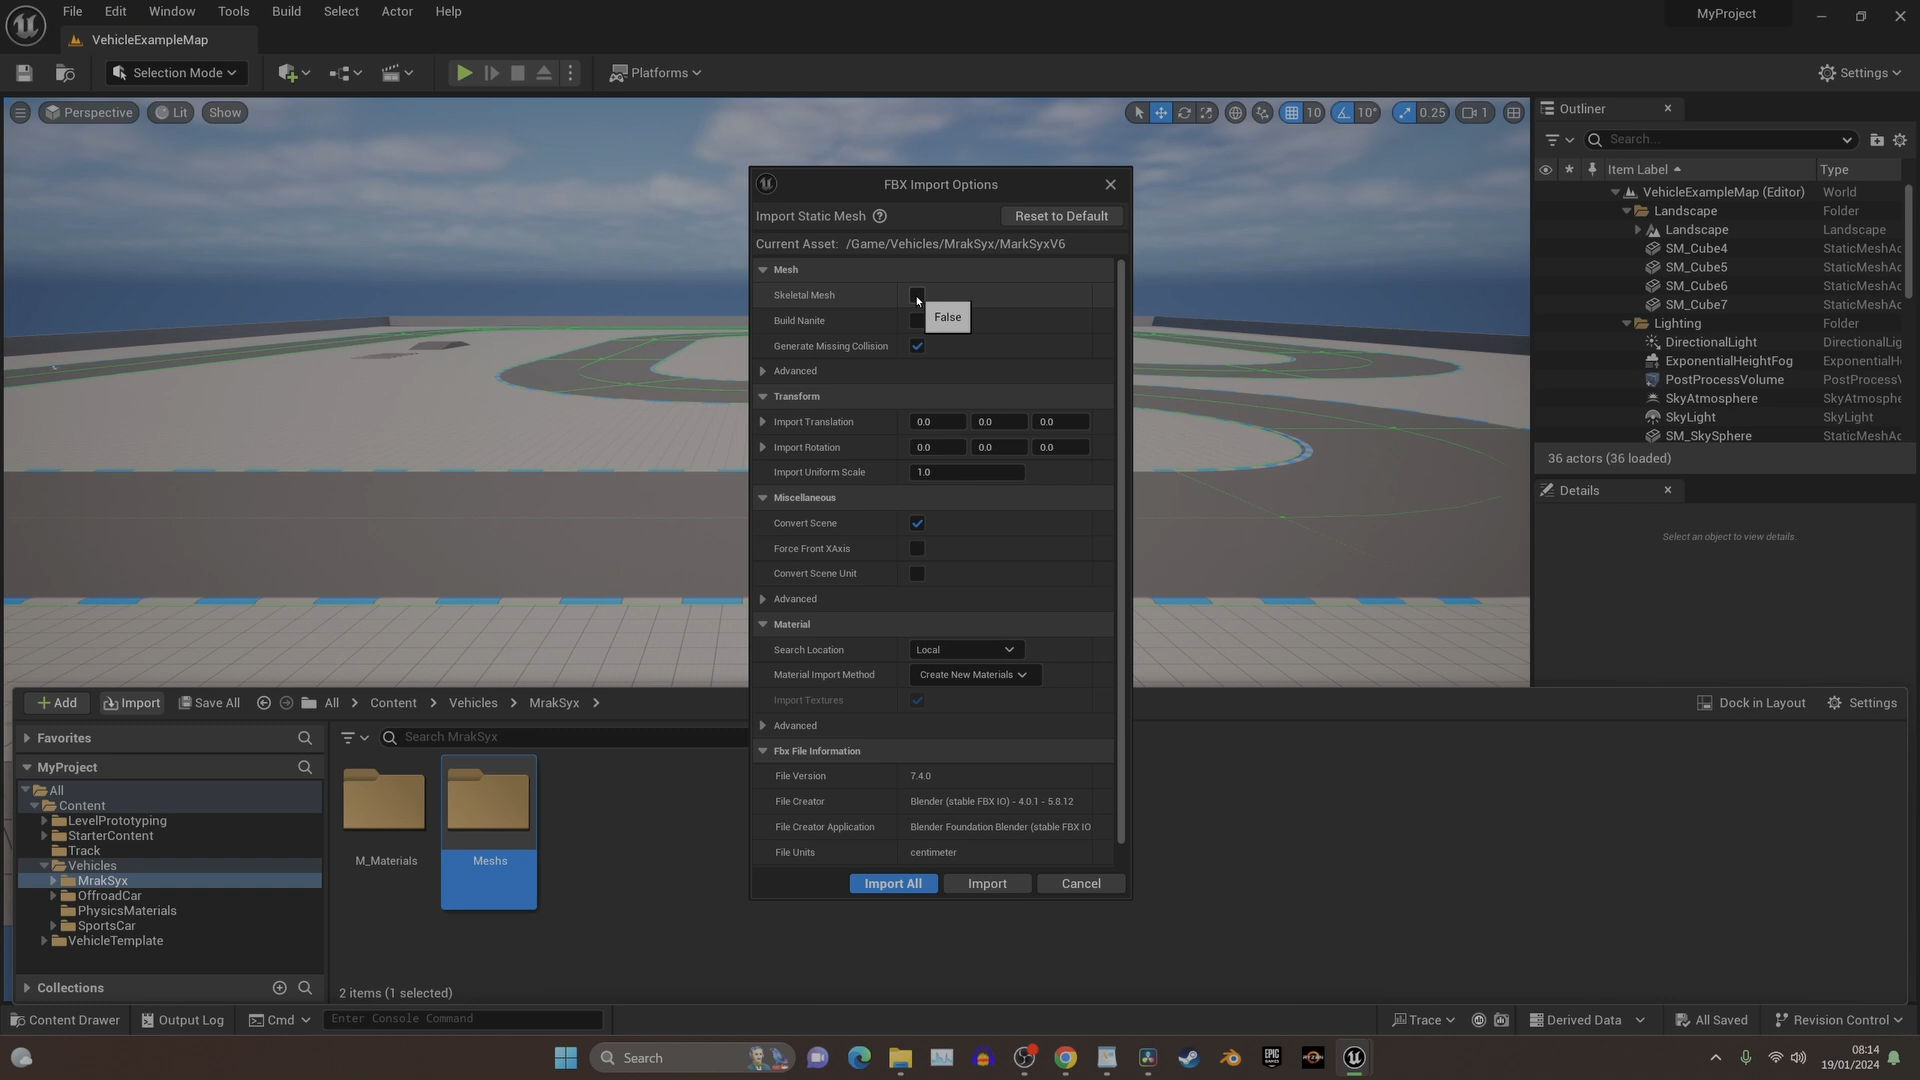 File Edit Window Tools Build Select Actor Help
MyProject
VehicleExampleMap
Selection Mode
Platforms
Settings
Perspective Lit Show
10 10° 0.25 1
Outliner
Search...
Item Label Type
VehicleExampleMap (Editor) World
Landscape Folder
Landscape Landscape
SM_Cube4 StaticMeshAc
SM_Cube5 StaticMeshAc
SM_Cube6 StaticMeshAc
SM_Cube7 StaticMeshAc
Lighting Folder
DirectionalLight DirectionalLig
ExponentialHeightFog ExponentialHe
PostProcessVolume PostProcessV
SkyAtmosphere SkyAtmosphe
SkyLight SkyLight
SM_SkySphere StaticMeshAc
36 actors (36 loaded)
Details
Select an object to view details.
FBX Import Options
Import Static Mesh ? Reset to Default
Current Asset: /Game/Vehicles/MrakSyx/MarkSyxV6
Mesh
Skeletal Mesh
False
Build Nanite
Generate Missing Collision
Advanced
Transform
Import Translation 0.0 0.0 0.0
Import Rotation 0.0 0.0 0.0
Import Uniform Scale 1.0
Miscellaneous
Convert Scene
Force Front XAxis
Convert Scene Unit
Advanced
Material
Search Location Local
Material Import Method Create New Materials
Import Textures
Advanced
Fbx File Information
File Version 7.4.0
File Creator Blender (stable FBX IO) - 4.0.1 - 5.8.12
File Creator Application Blender Foundation Blender (stable FBX IO
File Units centimeter
Import All Import Cancel
Add Import Save All All > Content > Vehicles > MrakSyx >
Dock in Layout Settings
Favorites
Search MrakSyx
MyProject
All
Content
LevelPrototyping
StarterContent
Track
Vehicles
MrakSyx
OffroadCar
PhysicsMaterials
SportsCar
VehicleTemplate
M_Materials Meshs
Collections
2 items (1 selected)
Content Drawer Output Log Cmd Enter Console Command
Trace Derived Data All Saved Revision Control
Search
EPIC GAMES
08:14
19/01/2024